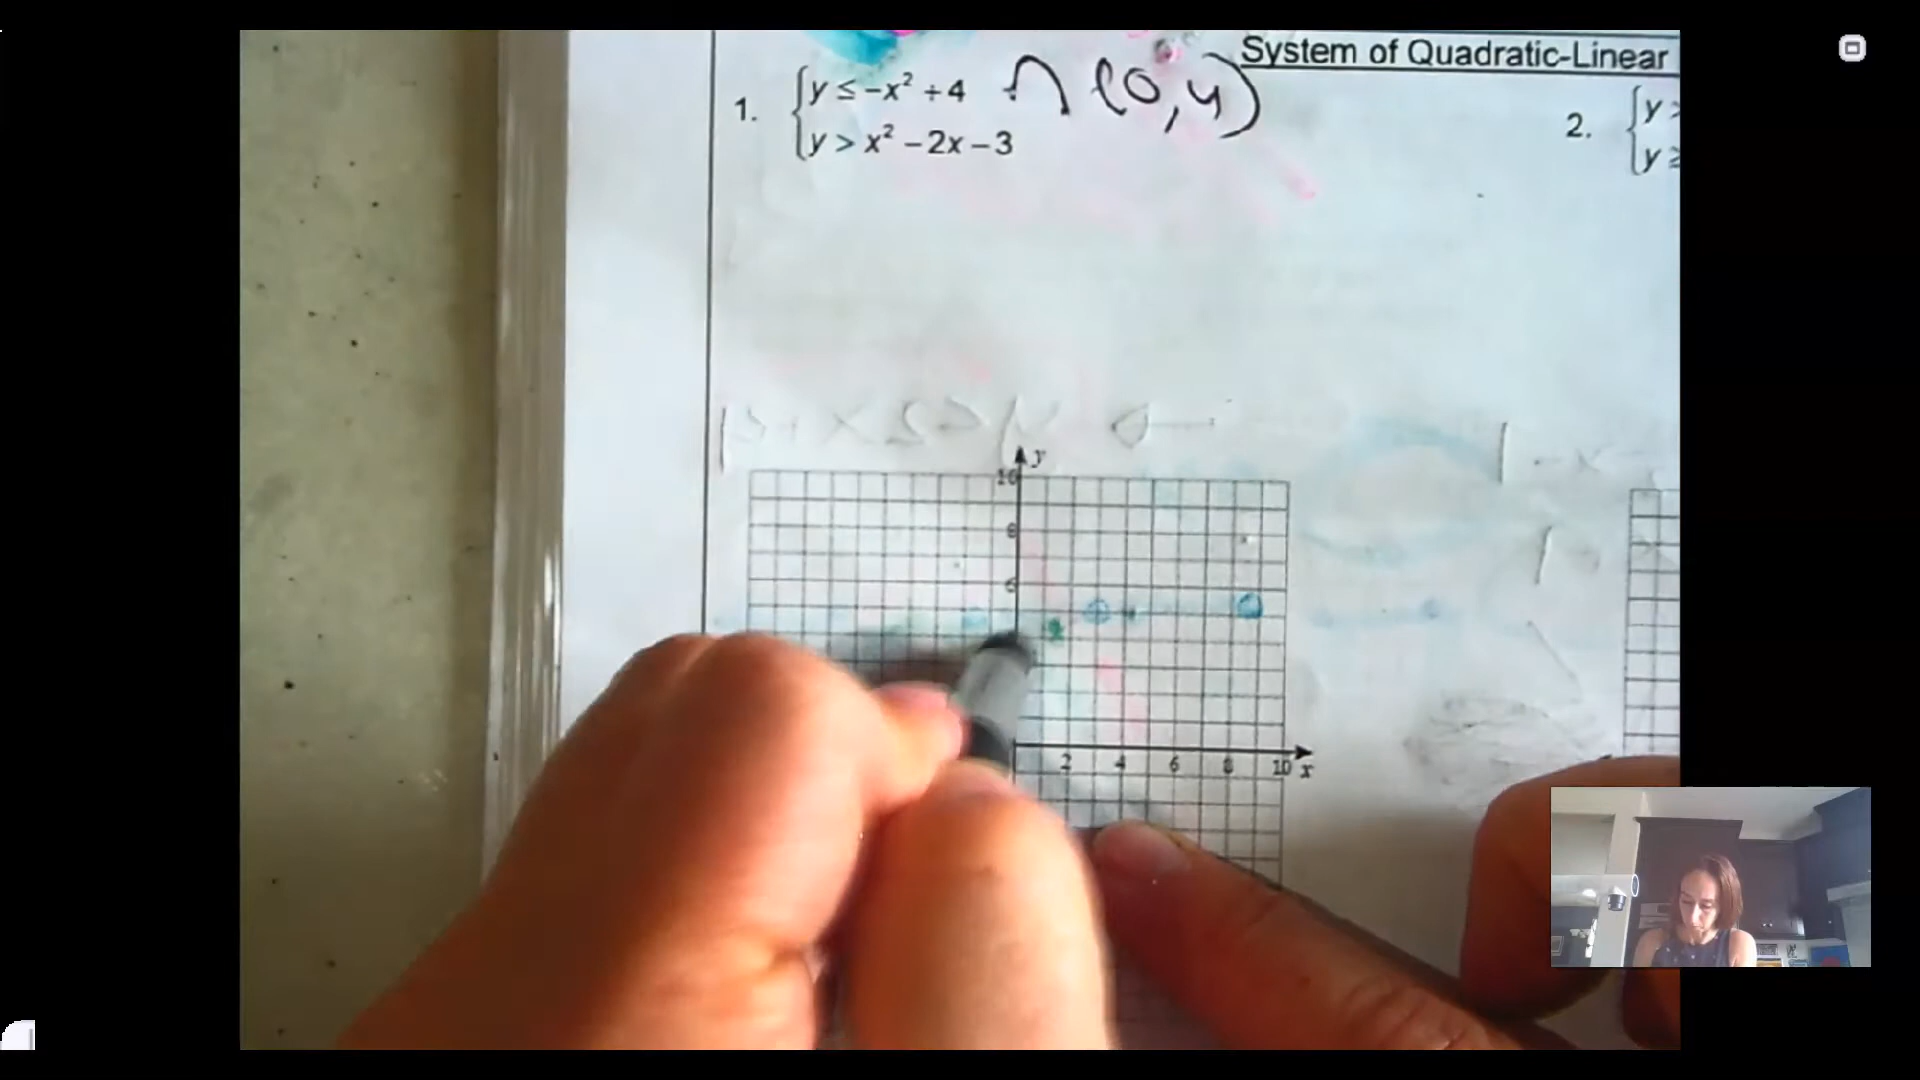 System of Quadratic-Linear
1. y ≤ -x² + 4 (0,4)
y > x² - 2x - 3
2. y >
y ≥
y
10
8
6
2 4 6 8 10 x